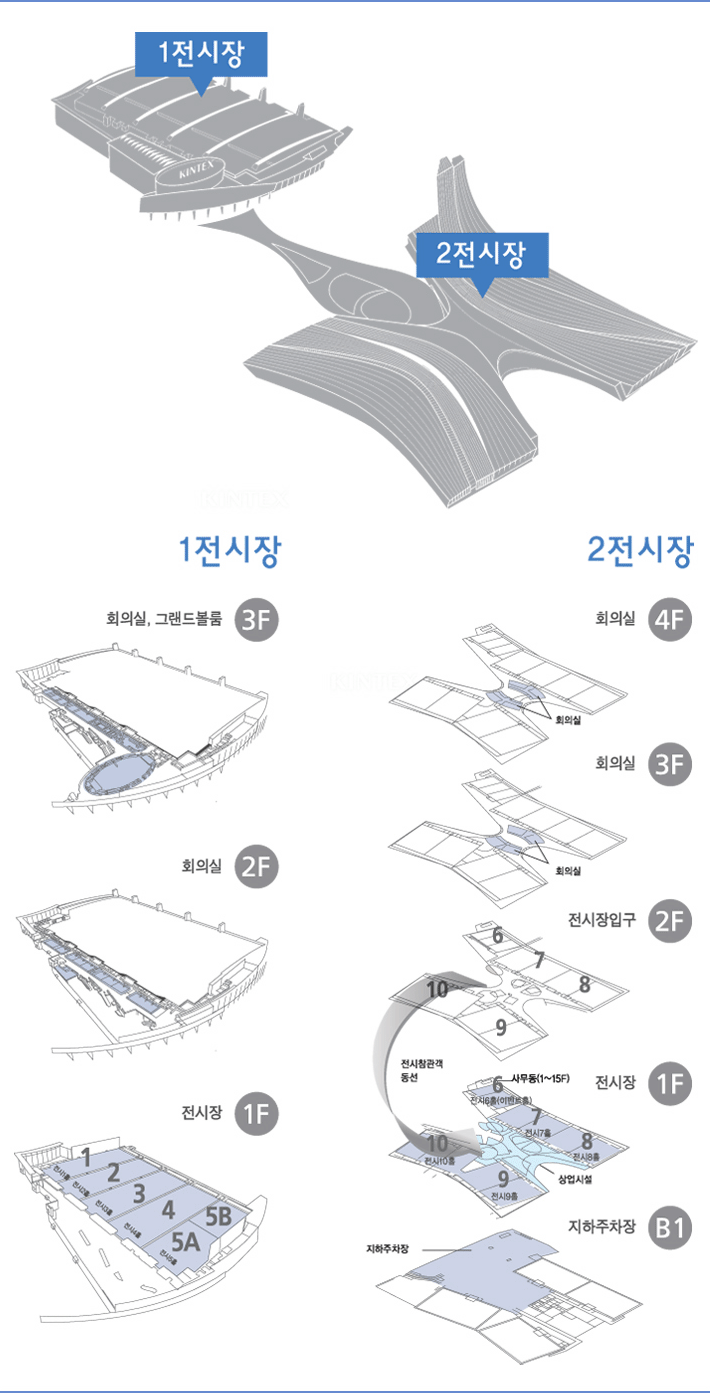 1전시장
KINTEX
2전시장
KINTEX
1전시장
2전시장
회의실, 그랜드볼룸 3F
회의실 4F
회의실
KINTEX
회의실 3F
회의실
회의실 2F
전시장입구 2F
6
7
8
10
9
전시참관객
동선
전시장 1F
1
2
3
4
5B
5A
전시1홀
전시2홀
전시3홀
전시4홀
전시5홀
전시장 1F
6
사무동(1~15F)
전시6홀(이벤트홀)
7
전시7홀
8
전시8홀
10
전시10홀
9
전시9홀
상업시설
지하주차장 B1
지하주차장